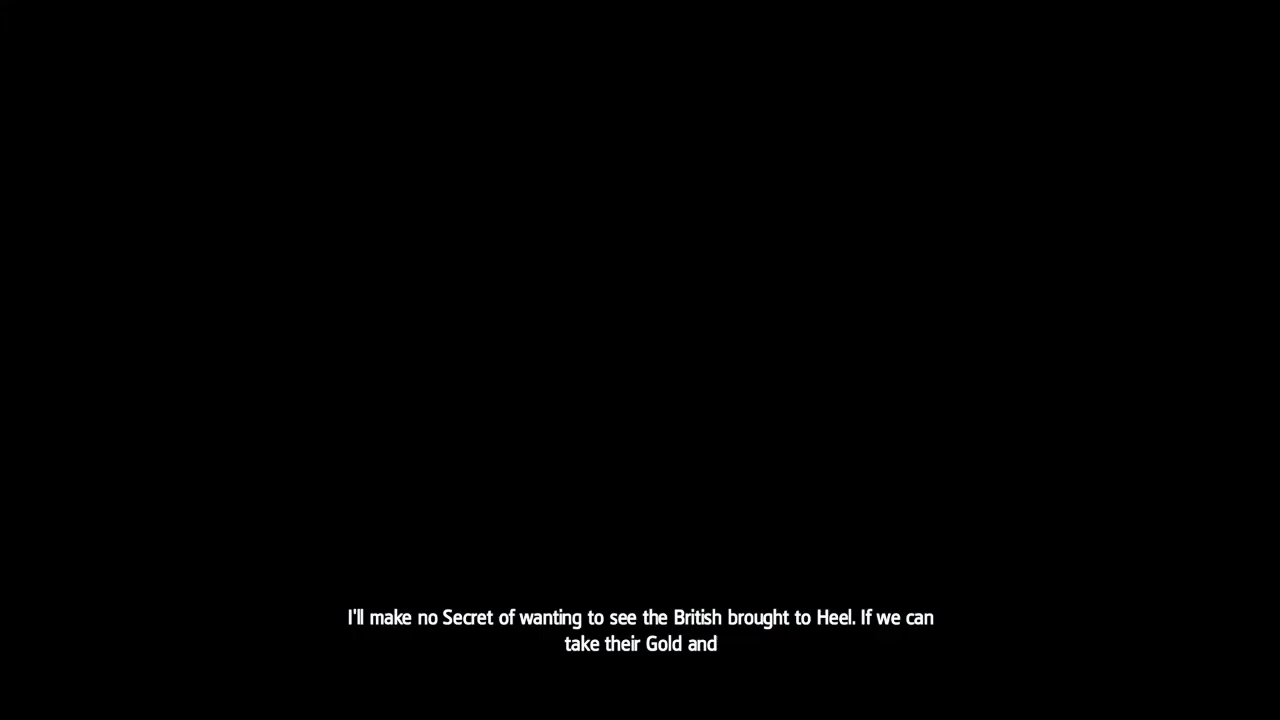 I'll make no Secret of wanting to see the British brought to Heel. If we can
take their Gold and